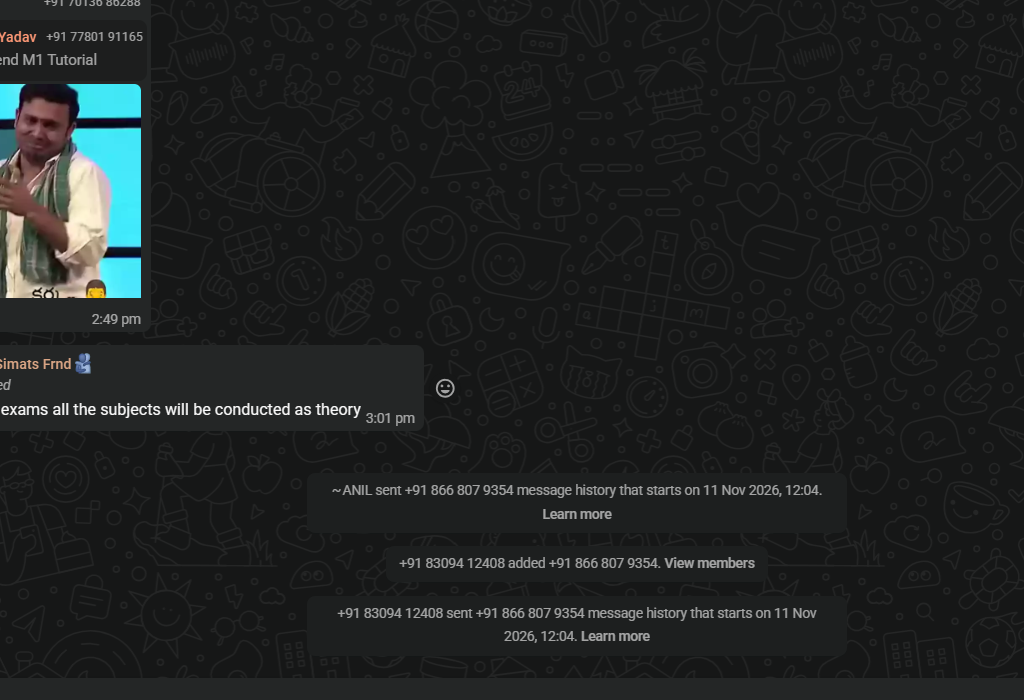 +91 70136 86288
Yadav +91 77801 91165
end M1 Tutorial
2:49 pm
Simats Frnd
ed
exams all the subjects will be conducted as theory 3:01 pm
~ANIL sent +91 866 807 9354 message history that starts on 11 Nov 2026, 12:04.
Learn more
+91 83094 12408 added +91 866 807 9354. View members
+91 83094 12408 sent +91 866 807 9354 message history that starts on 11 Nov
2026, 12:04. Learn more